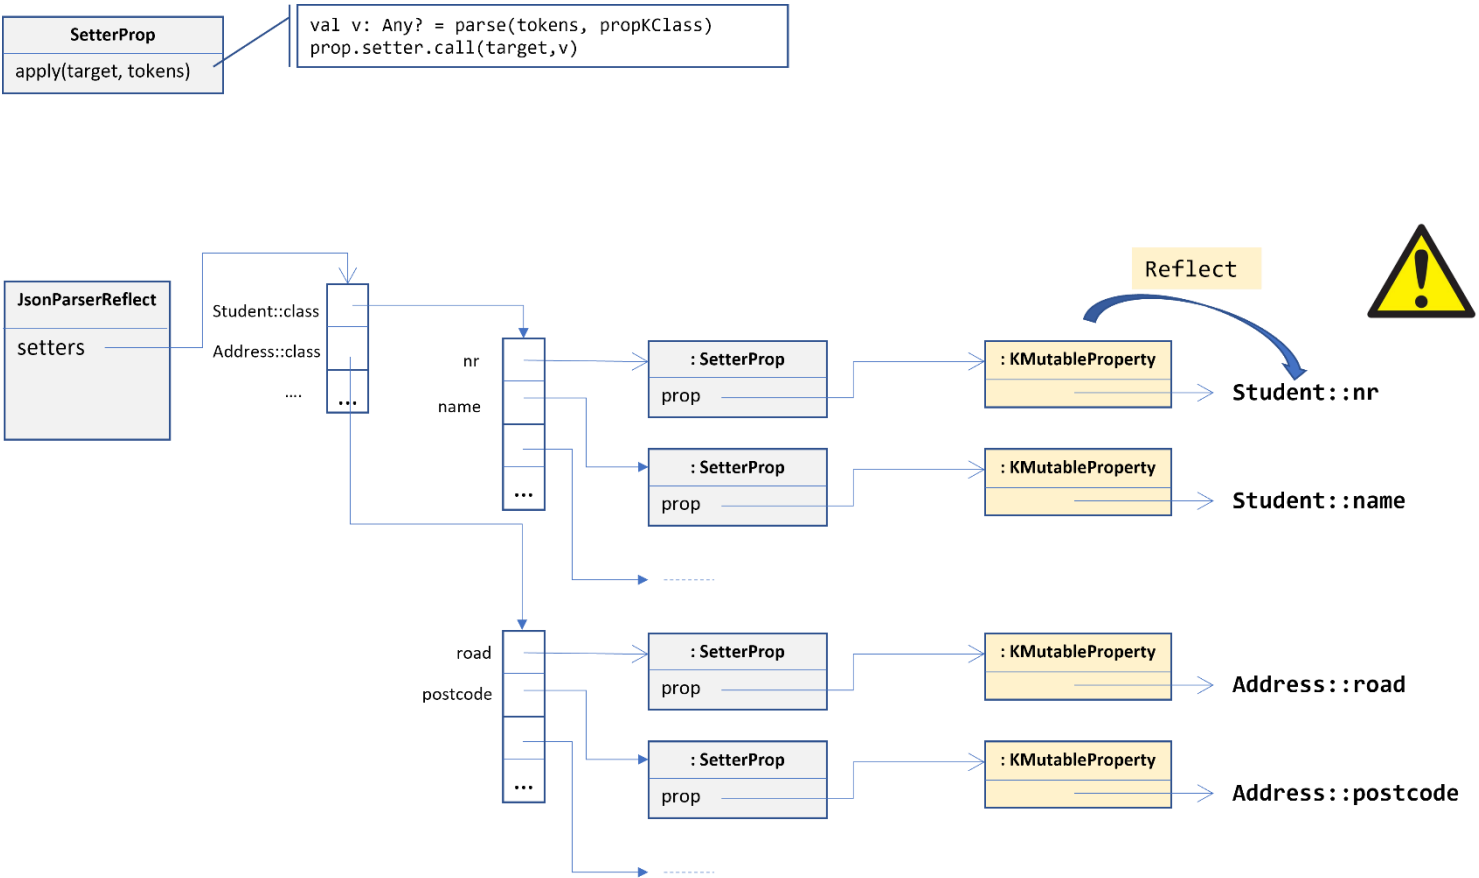 SetterProp
apply(target, tokens)
val v: Any? = parse(tokens, propKClass)
prop.setter.call(target,v)
Reflect
JsonParserReflect
setters
Student::class
Address::class
....
...
nr
name
...
: SetterProp
prop
: KMutableProperty
Student::nr
: SetterProp
prop
: KMutableProperty
Student::name
road
postcode
...
: SetterProp
prop
: KMutableProperty
Address::road
: SetterProp
prop
: KMutableProperty
Address::postcode